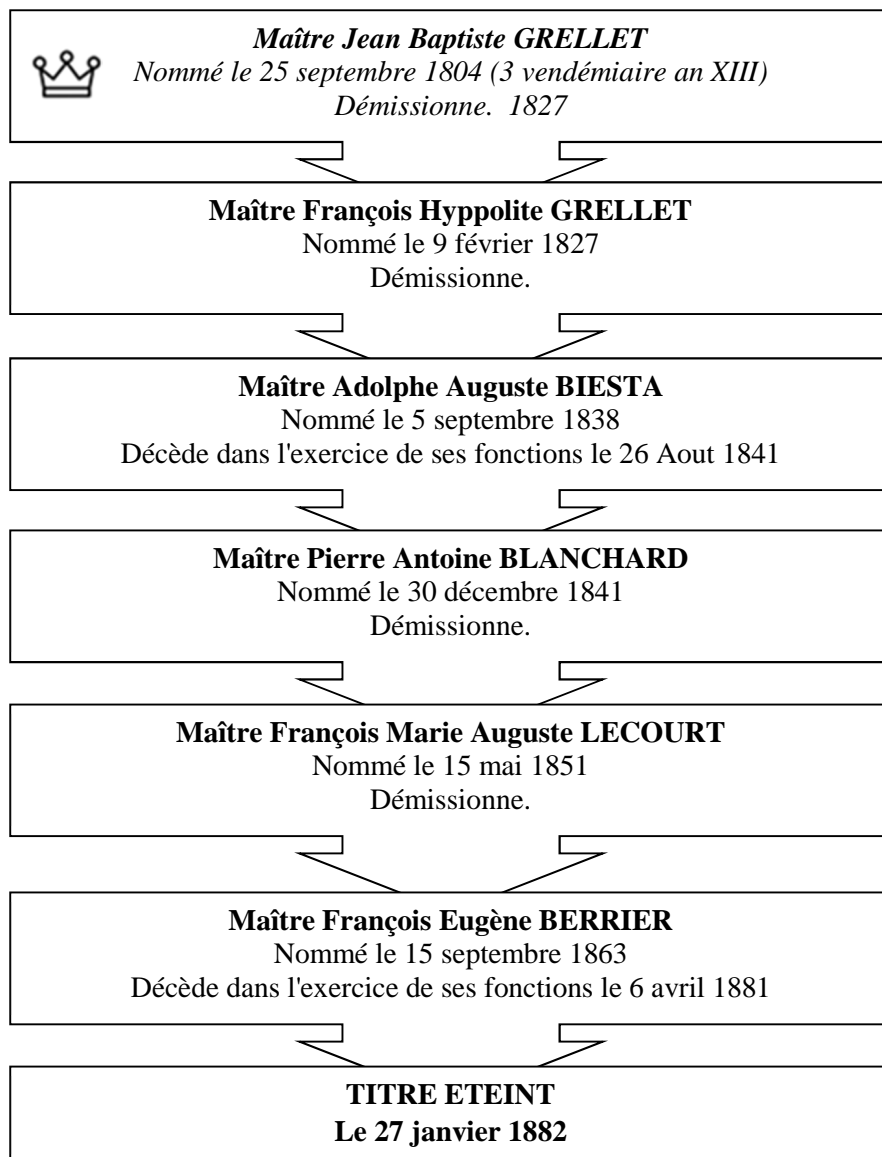 Maître Jean Baptiste GRELLET
Nommé le 25 septembre 1804 (3 vendémiaire an XIII)
Démissionne.  1827
Maître François Hyppolite GRELLET
Nommé le 9 février 1827
Démissionne.
Maître Adolphe Auguste BIESTA
Nommé le 5 septembre 1838
Décède dans l'exercice de ses fonctions le 26 Aout 1841
Maître Pierre Antoine BLANCHARD
Nommé le 30 décembre 1841
Démissionne.
Maître François Marie Auguste LECOURT
Nommé le 15 mai 1851
Démissionne.
Maître François Eugène BERRIER
Nommé le 15 septembre 1863
Décède dans l'exercice de ses fonctions le 6 avril 1881
TITRE ETEINT
Le 27 janvier 1882